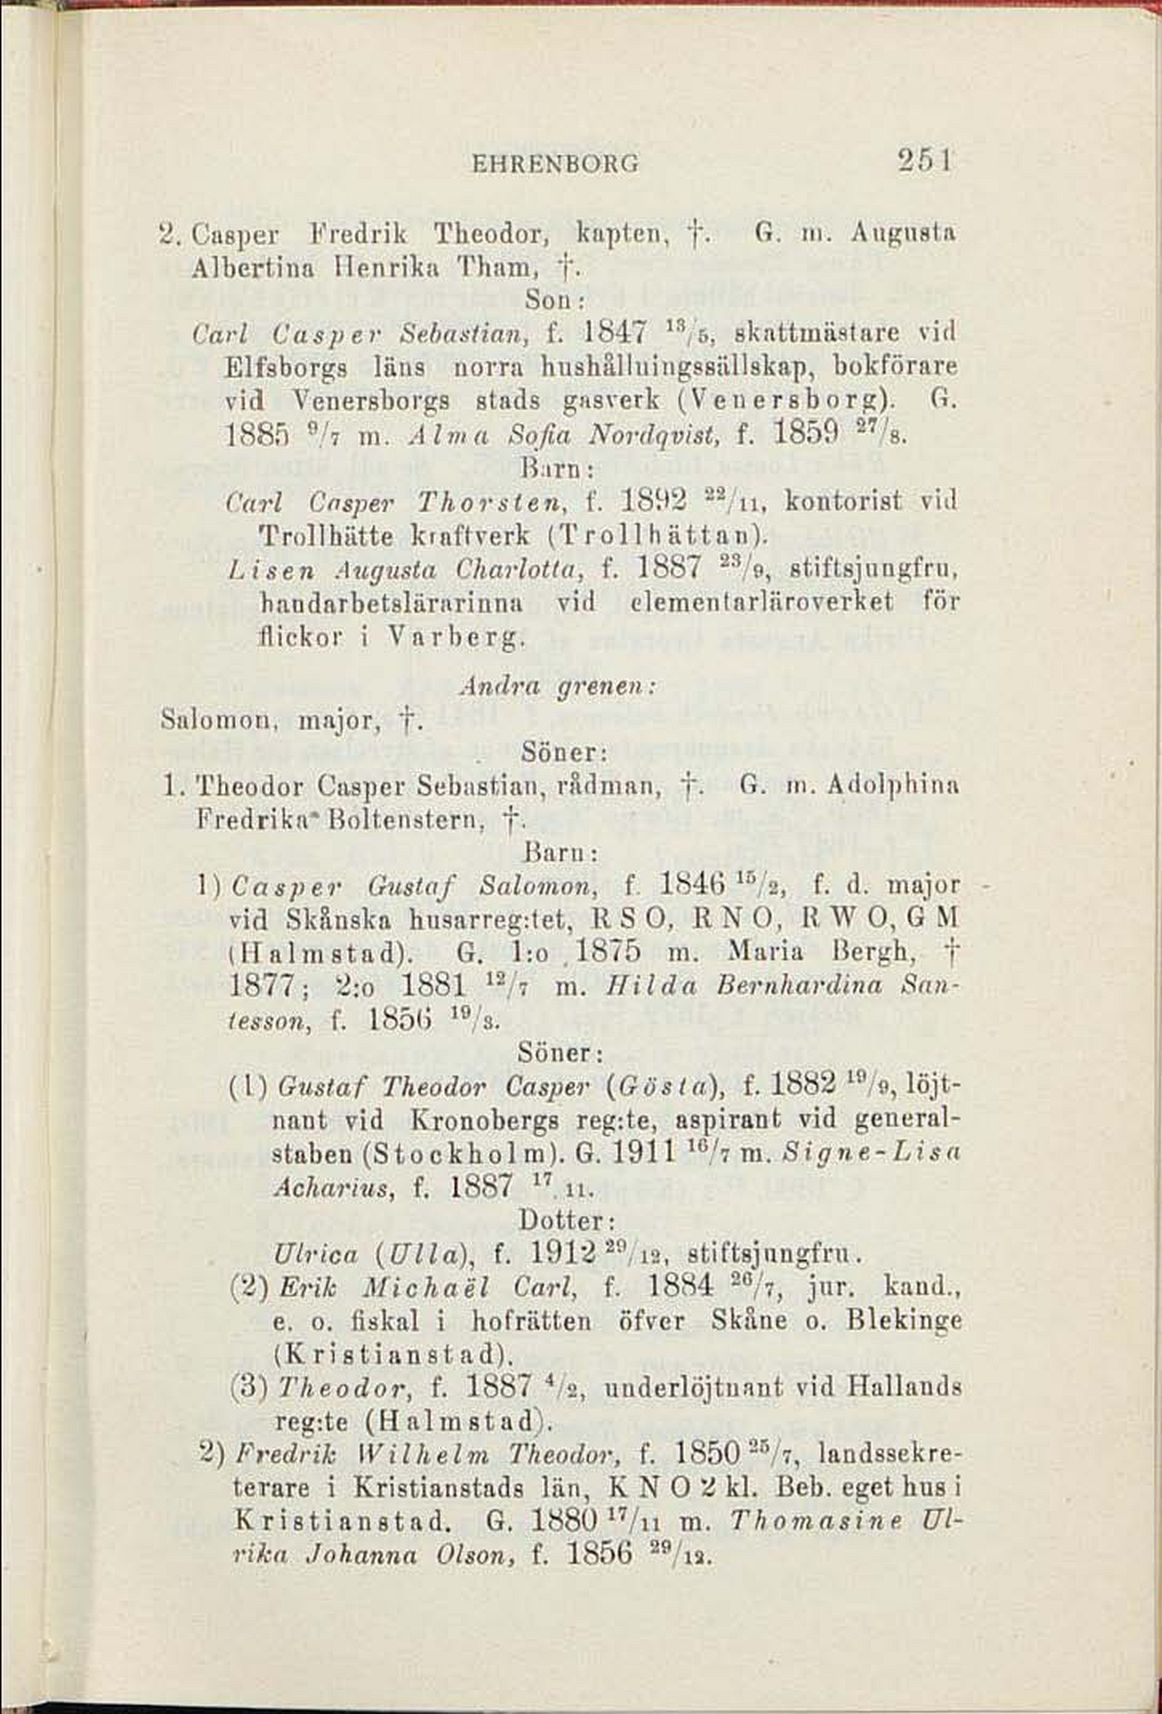 EHRENBORG 251
2. Casper Fredrik Theodor, kapten, †. G. m. Augusta
Albertina Henrika Tham, †.
Son:
Carl Casper Sebastian, f. 1847 13/5, skattmästare vid
Elfsborgs läns norra hushållningssällskap, bokförare
vid Venersborgs stads gasverk (Venersborg). G.
1885 9/7 m. Alma Sofia Nordqvist, f. 1859 27/8.
Barn:
Carl Casper Thorsten, f. 1892 22/11, kontorist vid
Trollhätte kraftverk (Trollhättan).
Lisen Augusta Charlotta, f. 1887 23/9, stiftsjungfru,
handarbetslärarinna vid elementarläroverket för
flickor i Varberg.
Andra grenen:
Salomon, major, †.
Söner:
1. Theodor Casper Sebastian, rådman, †. G. m. Adolphina
Fredrika Boltenstern, †.
Barn:
1) Casper Gustaf Salomon, f. 1846 15/2, f. d. major
vid Skånska husarreg:tet, R S O, R N O, R W O, G M
(Halmstad). G. 1:o 1875 m. Maria Bergh, †
1877; 2:o 1881 12/7 m. Hilda Bernhardina San-
tesson, f. 1856 19/3.
Söner:
(1) Gustaf Theodor Casper (Gösta), f. 1882 19/9, löjt-
nant vid Kronobergs reg:te, aspirant vid general-
staben (Stockholm). G. 1911 16/7 m. Signe-Lisa
Acharius, f. 1887 17/11.
Dotter:
Ulrica (Ulla), f. 1912 29/12, stiftsjungfru.
(2) Erik Michaël Carl, f. 1884 26/7, jur. kand.,
e. o. fiskal i hofrätten öfver Skåne o. Blekinge
(Kristianstad).
(3) Theodor, f. 1887 4/2, underlöjtnant vid Hallands
reg:te (Halmstad).
2) Fredrik Wilhelm Theodor, f. 1850 25/7, landssekre-
terare i Kristianstads län, K N O 2 kl. Beb. eget hus i
Kristianstad. G. 1880 17/11 m. Thomasine Ul-
rika Johanna Olson, f. 1856 29/12.